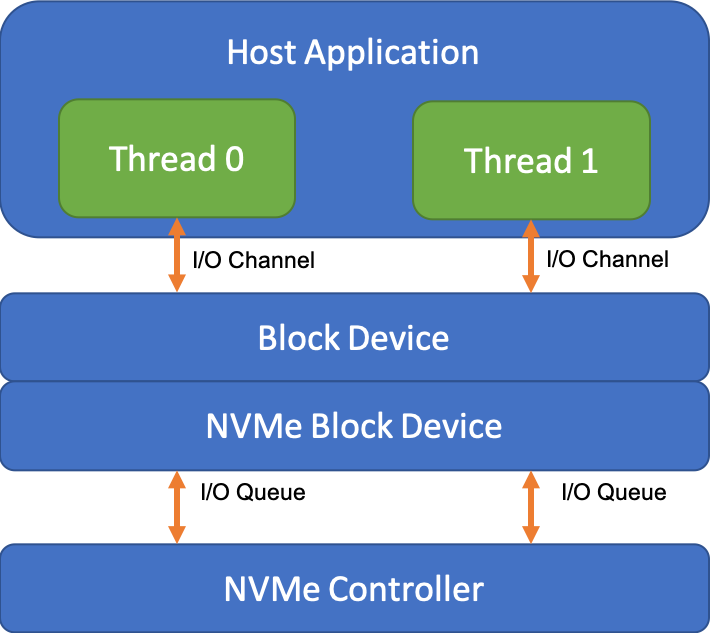 Host Application
Thread 0
Thread 1
I/O Channel
I/O Channel
Block Device
NVMe Block Device
I/O Queue
I/O Queue
NVMe Controller